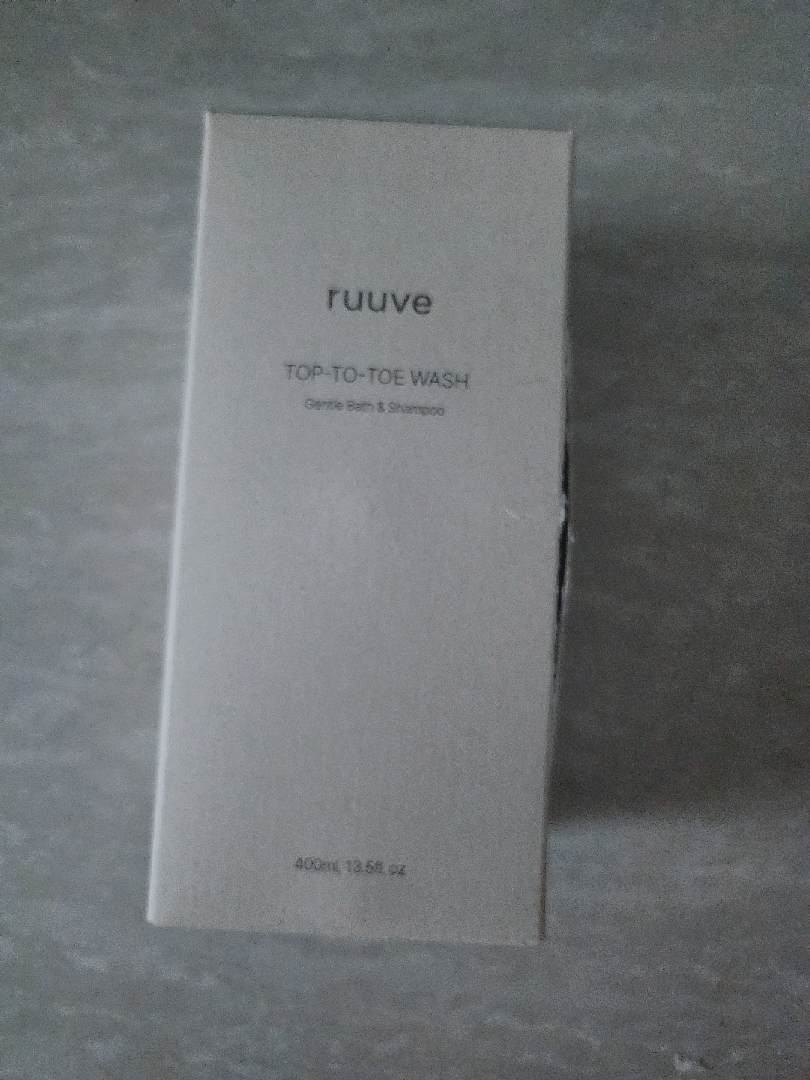 ruuve
TOP-TO-TOE WASH
Gentle Bath & Shampoo
400ml, 13.5fl. oz